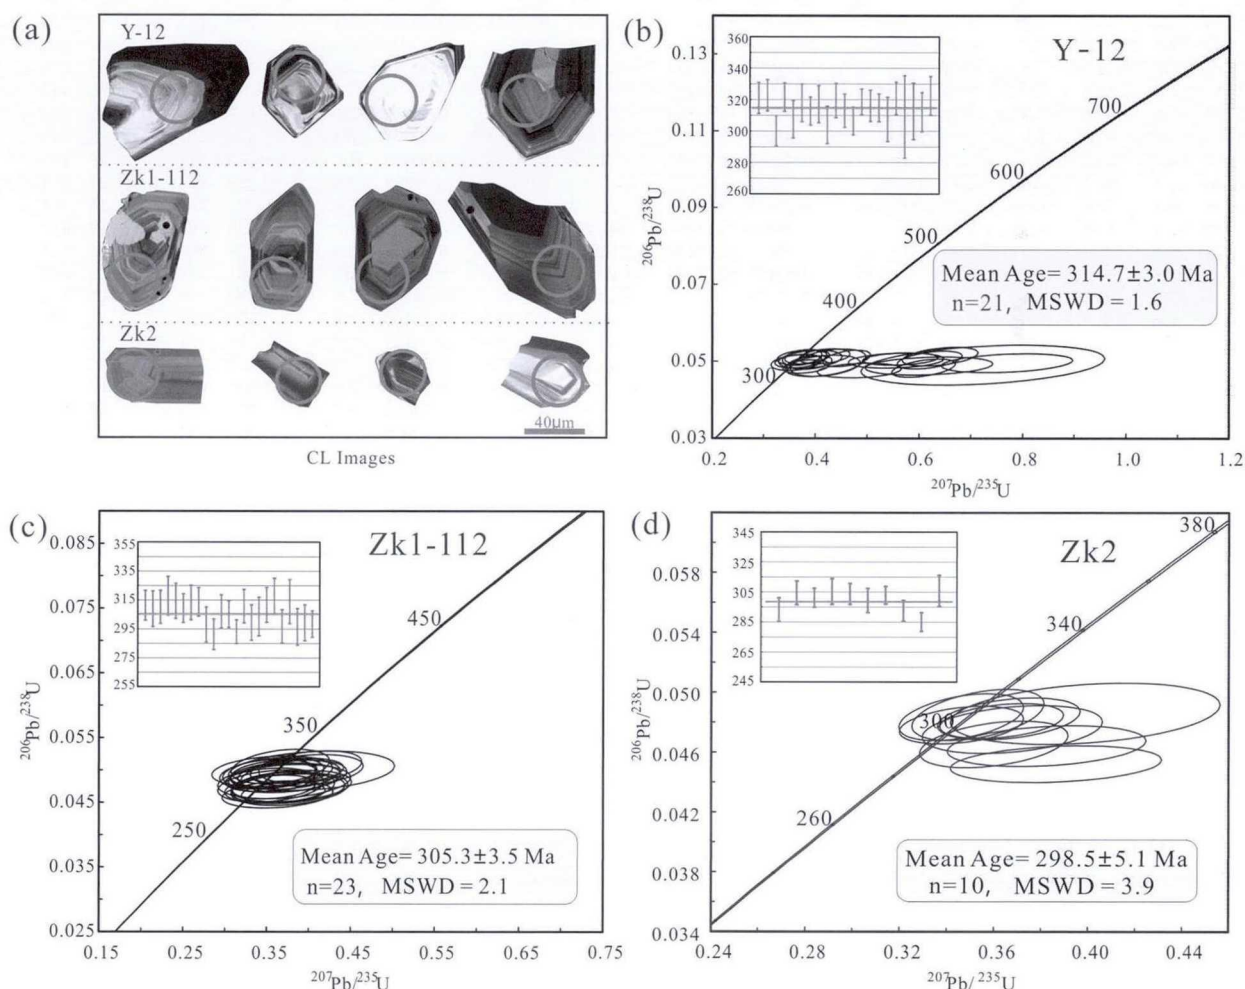 (a)
Y-12
Zk1-112
Zk2
40μm
CL Images
(b)
Y-12
360
340
320
300
280
260
0.13
0.11
0.09
0.07
0.05
0.03
206Pb/238U
700
600
500
400
300
Mean Age= 314.7±3.0 Ma
n=21, MSWD = 1.6
0.2 0.4 0.6 0.8 1.0 1.2
207Pb/235U
(c)
Zk1-112
355
335
315
295
275
255
0.085
0.075
0.065
0.055
0.045
0.035
0.025
206Pb/238U
450
350
250
Mean Age= 305.3±3.5 Ma
n=23, MSWD = 2.1
0.15 0.25 0.35 0.45 0.55 0.65 0.75
207Pb/235U
(d)
Zk2
345
325
305
285
265
245
0.058
0.054
0.050
0.046
0.042
0.038
0.034
206Pb/238U
380
340
300
260
Mean Age= 298.5±5.1 Ma
n=10, MSWD = 3.9
0.24 0.28 0.32 0.36 0.40 0.44
207Pb/235U